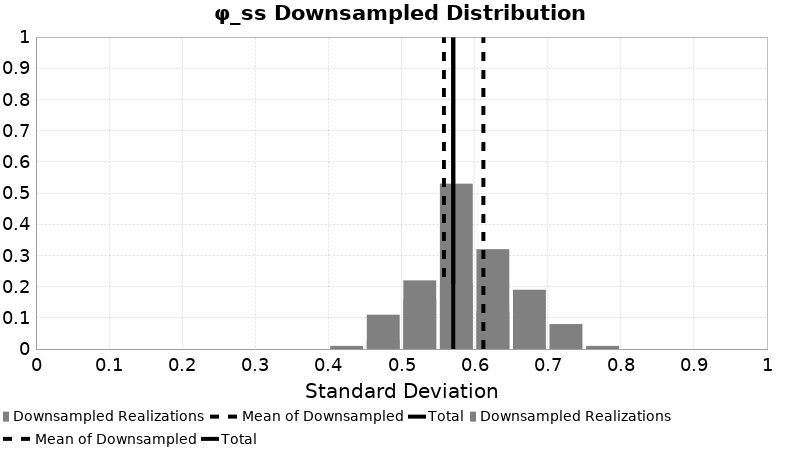 φ_ss Downsampled Distribution
1
0.9
0.8
0.7
0.6
0.5
0.4
0.3
0.2
0.1
0
0 0.1 0.2 0.3 0.4 0.5 0.6 0.7 0.8 0.9 1
Standard Deviation
Downsampled Realizations Mean of Downsampled Total Downsampled Realizations
Mean of Downsampled Total